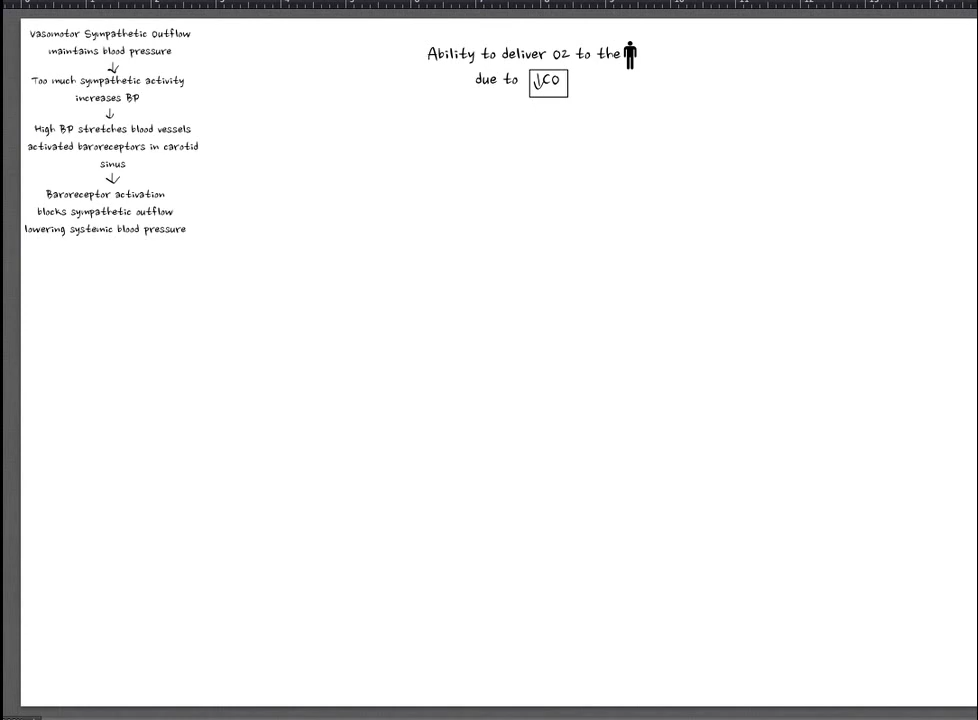 Vasomotor Sympathetic Outflow
maintains blood pressure
↓
Too much sympathetic activity
increases BP
↓
High BP stretches blood vessels
activated baroreceptors in carotid
sinus
↓
Baroreceptor activation
blocks sympathetic outflow
lowering systemic blood pressure
Ability to deliver O2 to the
due to ↓CO